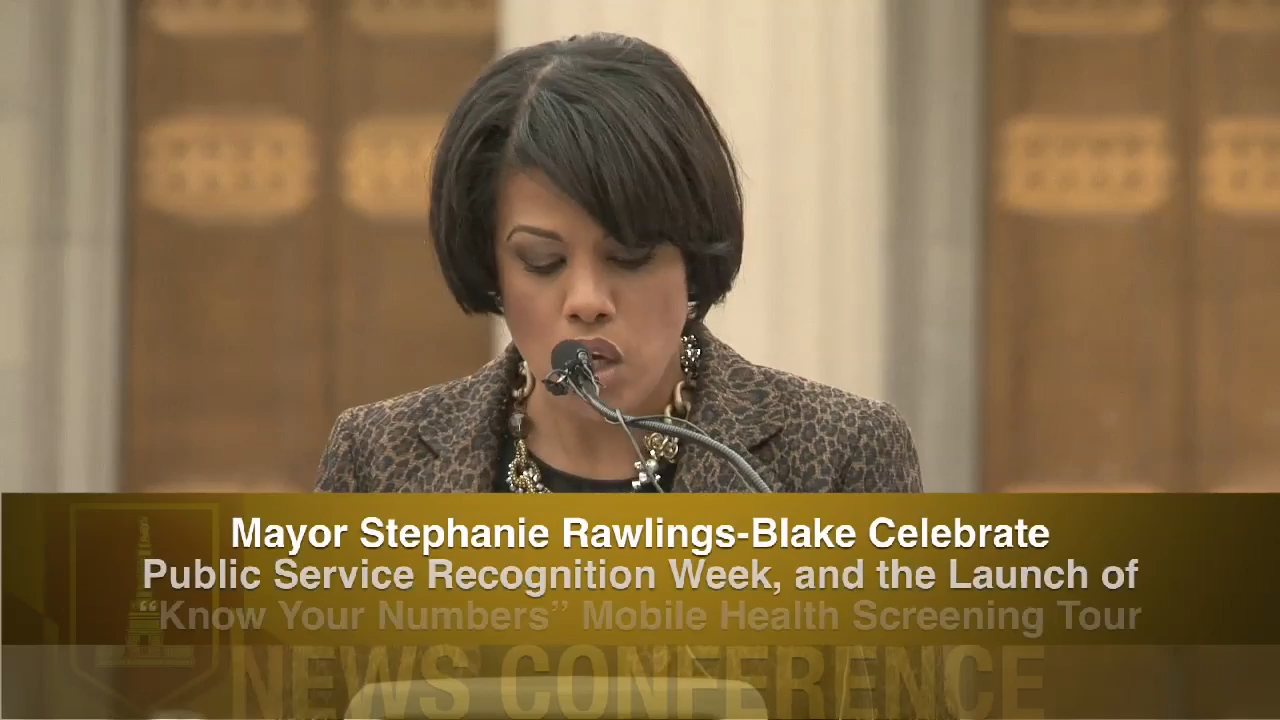 Mayor Stephanie Rawlings-Blake Celebrate
Public Service Recognition Week, and the Launch of
“Know Your Numbers” Mobile Health Screening Tour
NEWS CONFERENCE